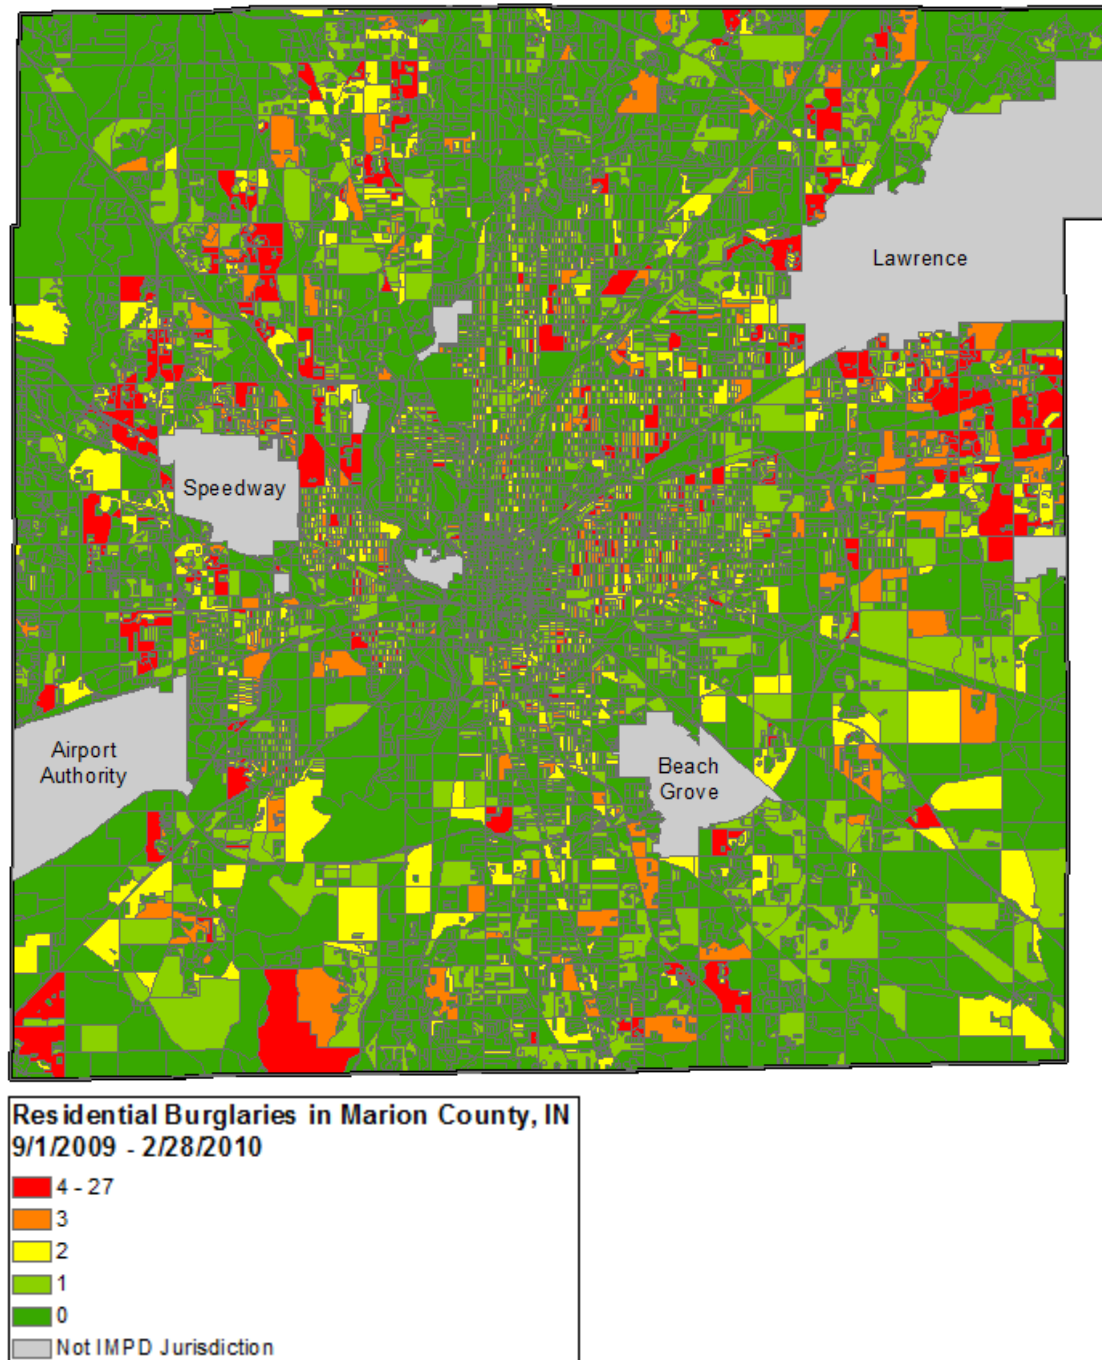 Lawrence
Speedway
Airport
Authority
Beach
Grove
Residential Burglaries in Marion County, IN
9/1/2009 - 2/28/2010
4 - 27
3
2
1
0
Not IMPD Jurisdiction